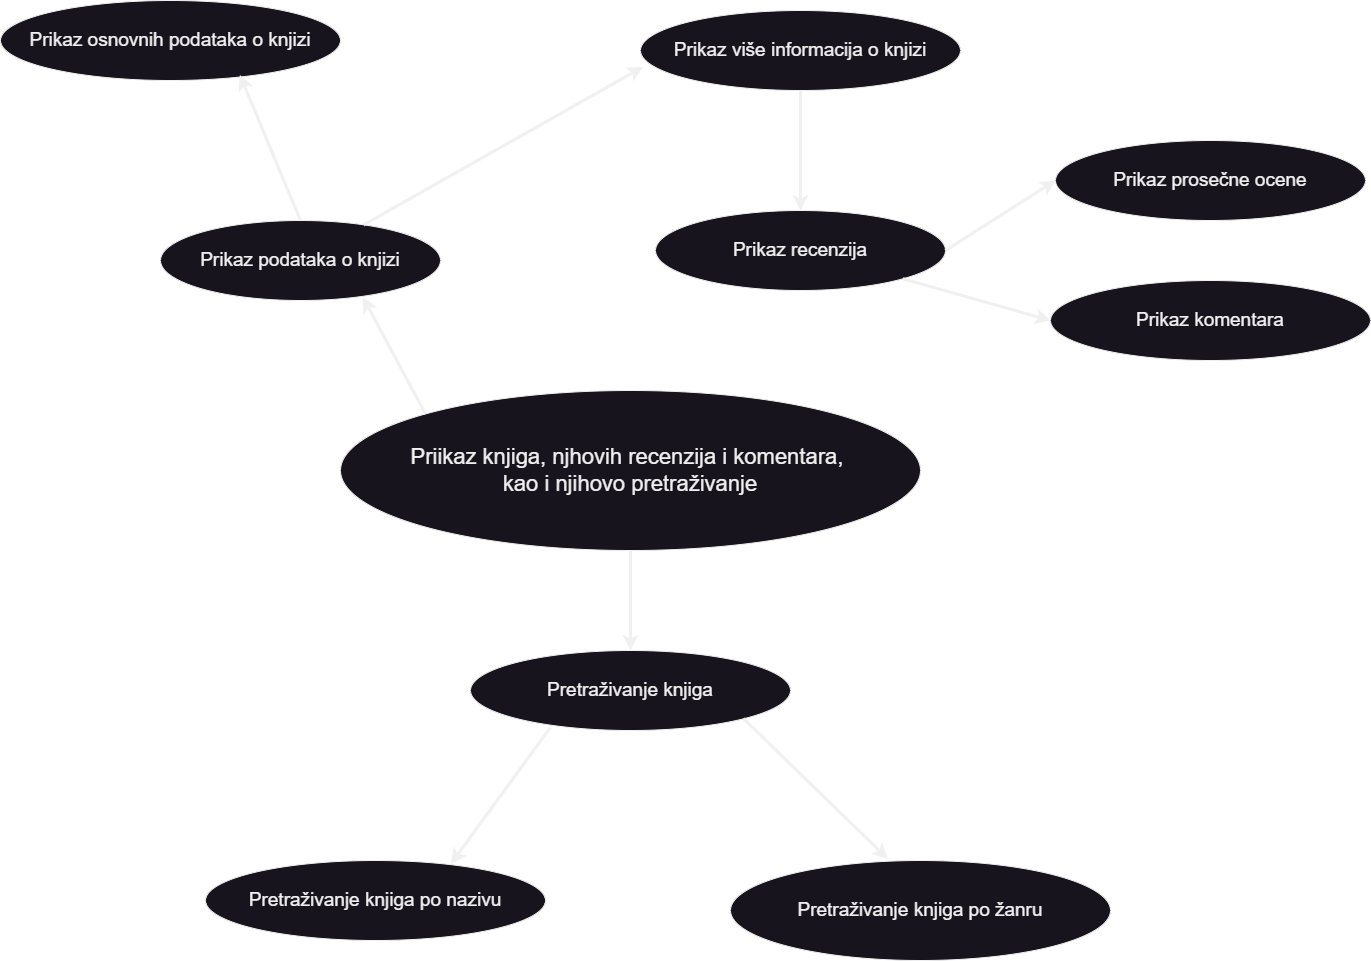 Prikaz osnovnih podataka o knjizi
Prikaz više informacija o knjizi
Prikaz prosečne ocene
Prikaz podataka o knjizi
Prikaz recenzija
Prikaz komentara
Priikaz knjiga, njhovih recenzija i komentara,
kao i njihovo pretraživanje
Pretraživanje knjiga
Pretraživanje knjiga po nazivu
Pretraživanje knjiga po žanru